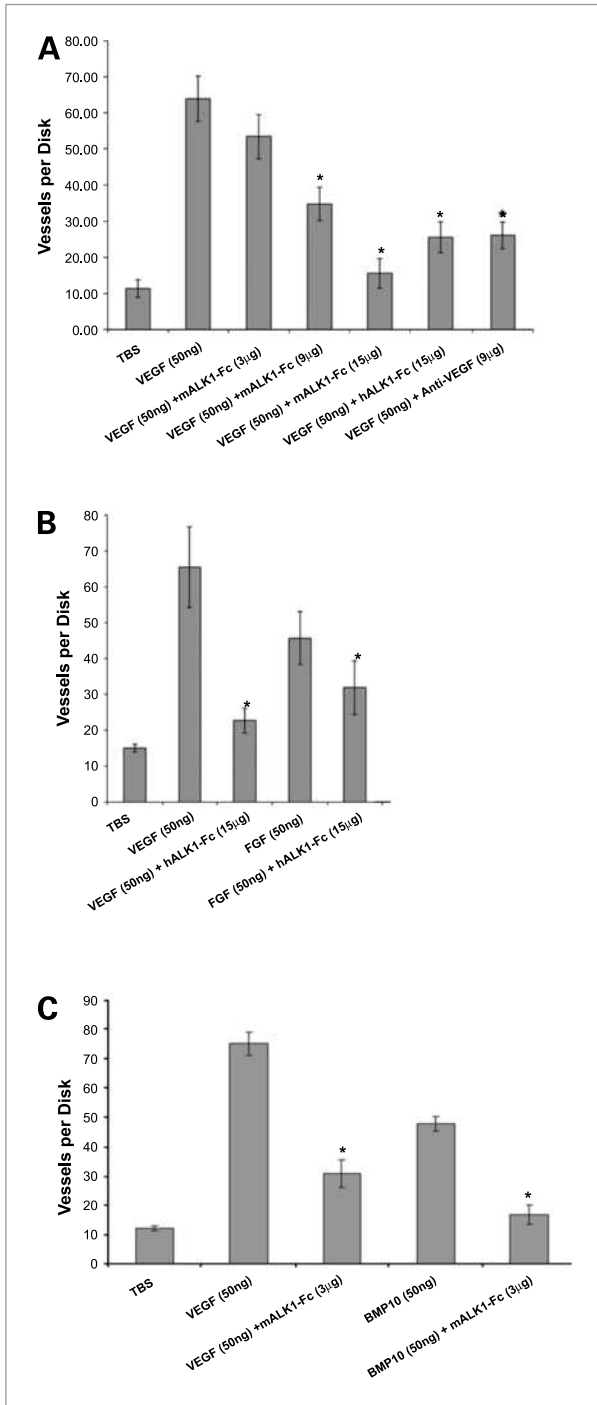 A
80.00
70.00
60.00
50.00
40.00
30.00
20.00
10.00
0.00
Vessels per Disk
*
*
*
*
TBS
VEGF (50ng)
VEGF (50ng) +mALK1-Fc (3µg)
VEGF (50ng) +mALK1-Fc (9µg)
VEGF (50ng) + mALK1-Fc (15µg)
VEGF (50ng) + hALK1-Fc (15µg)
VEGF (50ng) + Anti-VEGF (9µg)
B
80
70
60
50
40
30
20
10
0
Vessels per Disk
*
*
TBS
VEGF (50ng)
VEGF (50ng) + hALK1-Fc (15µg)
FGF (50ng)
FGF (50ng) + hALK1-Fc (15µg)
C
90
80
70
60
50
40
30
20
10
0
Vessels per Disk
*
*
TBS
VEGF (50ng)
VEGF (50ng) +mALK1-Fc (3µg)
BMP10 (50ng)
BMP10 (50ng) + mALK1-Fc (3µg)